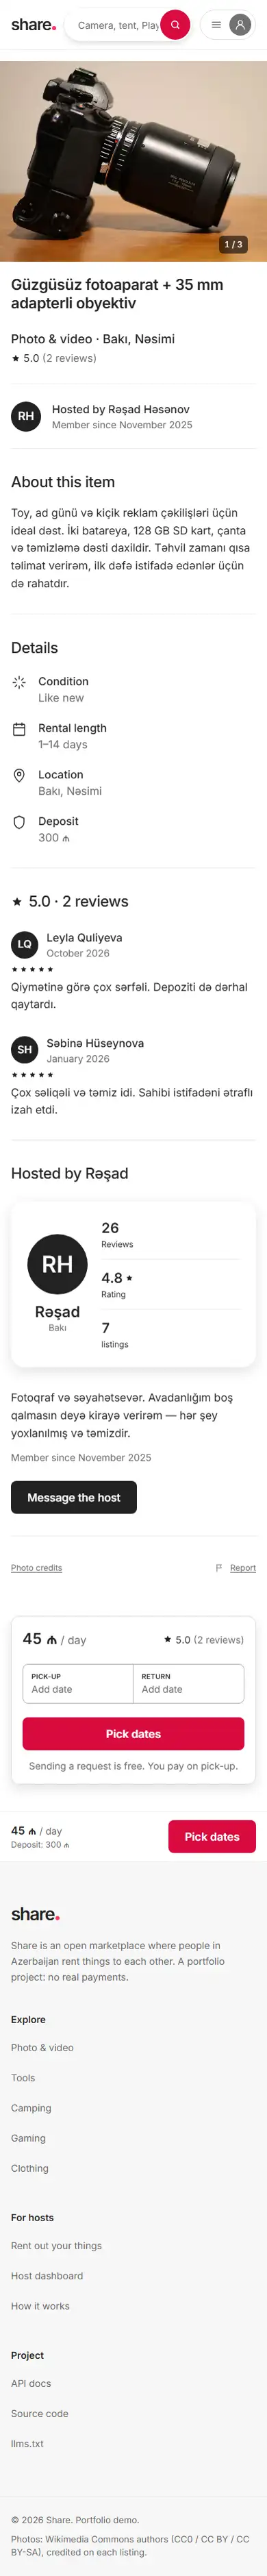 share.
Camera, tent, Play
1 / 3
Güzgüsüz fotoaparat + 35 mm
adapterli obyektiv
Photo & video · Bakı, Nəsimi
★ 5.0 (2 reviews)
RH
Hosted by Rəşad Həsənov
Member since November 2025
About this item
Toy, ad günü və kiçik reklam çəkilişləri üçün
ideal dəst. İki batareya, 128 GB SD kart, çanta
və təmizləmə dəsti daxildir. Təhvil zamanı qısa
təlimat verirəm, ilk dəfə istifadə edənlər üçün
də rahatdır.
Details
Condition
Like new
Rental length
1–14 days
Location
Bakı, Nəsimi
Deposit
300 ₼
★ 5.0 · 2 reviews
LQ
Leyla Quliyeva
October 2026
★★★★★
Qiymətinə görə çox sərfəli. Depoziti də dərhal
qaytardı.
SH
Səbinə Hüseynova
January 2026
★★★★★
Çox səliqəli və təmiz idi. Sahibi istifadəni ətraflı
izah etdi.
Hosted by Rəşad
RH
Rəşad
Bakı
26
Reviews
4.8 ★
Rating
7
listings
Fotoqraf və səyahətsevər. Avadanlığım boş
qalmasın deyə kirayə verirəm — hər şey
yoxlanılmış və təmizdir.
Member since November 2025
Message the host
Photo credits
Report
45 ₼ / day
★ 5.0 (2 reviews)
PICK-UP
Add date
RETURN
Add date
Pick dates
Sending a request is free. You pay on pick-up.
45 ₼ / day
Deposit: 300 ₼
Pick dates
share.
Share is an open marketplace where people in
Azerbaijan rent things to each other. A portfolio
project: no real payments.
Explore
Photo & video
Tools
Camping
Gaming
Clothing
For hosts
Rent out your things
Host dashboard
How it works
Project
API docs
Source code
llms.txt
© 2026 Share. Portfolio demo.
Photos: Wikimedia Commons authors (CC0 / CC BY / CC
BY-SA), credited on each listing.